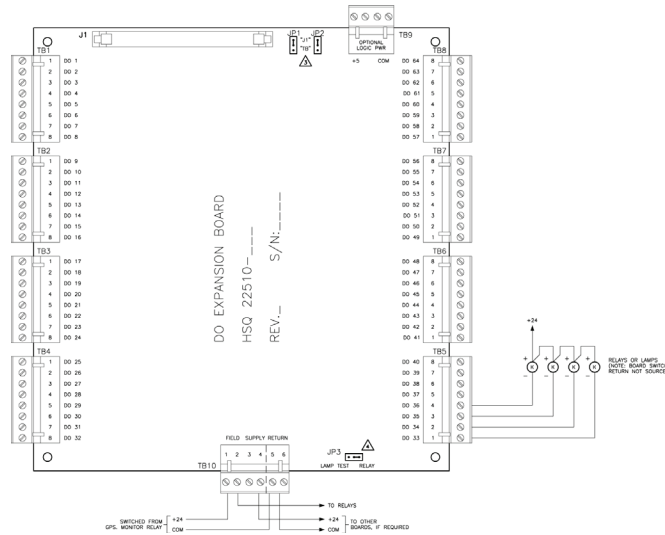 J1
JP1 "J1" JP2
"TB"
3
TB9
OPTIONAL
LOGIC PWR
+5 COM
TB1
1 DO 1
2 DO 2
3 DO 3
4 DO 4
5 DO 5
6 DO 6
7 DO 7
8 DO 8
TB2
1 DO 9
2 DO 10
3 DO 11
4 DO 12
5 DO 13
6 DO 14
7 DO 15
8 DO 16
TB3
1 DO 17
2 DO 18
3 DO 19
4 DO 20
5 DO 21
6 DO 22
7 DO 23
8 DO 24
TB4
1 DO 25
2 DO 26
3 DO 27
4 DO 28
5 DO 29
6 DO 30
7 DO 31
8 DO 32
DO EXPANSION BOARD
HSQ 22510-___
REV._ S/N:____
TB8
DO 64 8
DO 63 7
DO 62 6
DO 61 5
DO 60 4
DO 59 3
DO 58 2
DO 57 1
TB7
DO 56 8
DO 55 7
DO 54 6
DO 53 5
DO 52 4
DO 51 3
DO 50 2
DO 49 1
TB6
DO 48 8
DO 47 7
DO 46 6
DO 45 5
DO 44 4
DO 43 3
DO 42 2
DO 41 1
TB5
DO 40 8
DO 39 7
DO 38 6
DO 37 5
DO 36 4
DO 35 3
DO 34 2
DO 33 1
+24
+ + + +
K K K K
- - - -
RELAYS OR LAMPS
(NOTE: BOARD SWITC
RETURN NOT SOURCE
FIELD SUPPLY RETURN
1 2 3 4 5 6
TB10
JP3
4
LAMP TEST RELAY
TO RELAYS
SWITCHED FROM
GPS. MONITOR RELAY
+24
COM
+24
COM
TO OTHER
BOARDS, IF REQUIRED